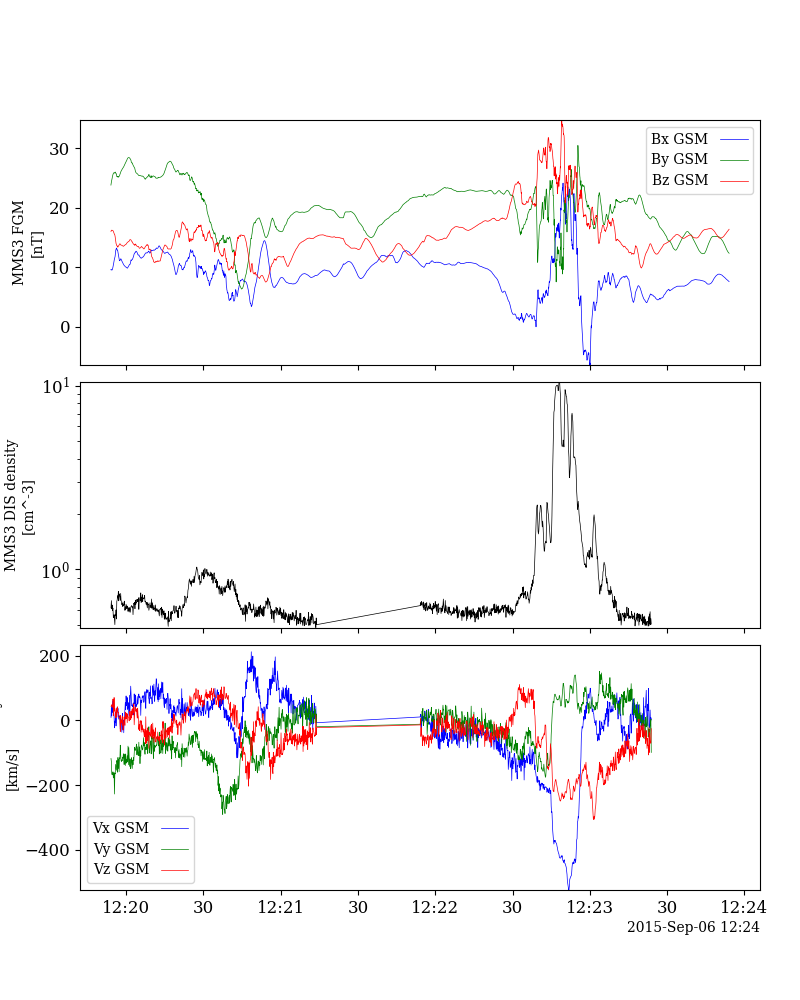 MMS3 FGM
[nT]
30
20
10
0
Bx GSM
By GSM
Bz GSM
MMS3 DIS density
[cm^-3]
10^1
10^0
[km/s]
200
0
−200
−400
Vx GSM
Vy GSM
Vz GSM
12:20 30 12:21 30 12:22 30 12:23 30 12:24
2015-Sep-06 12:24